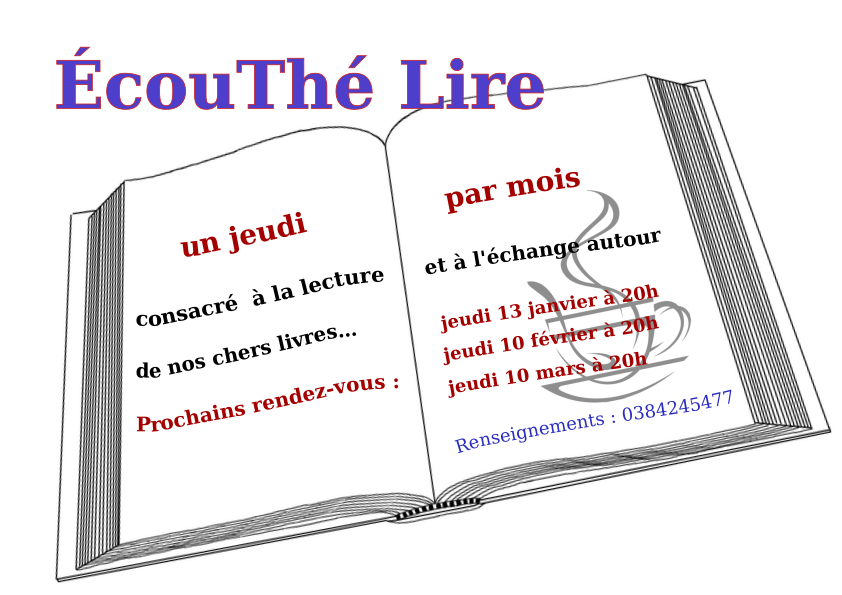 ÉcouThé Lire
un jeudi
par mois
consacré à la lecture
et à l'échange autour
de nos chers livres...
Prochains rendez-vous :
jeudi 13 janvier à 20h
jeudi 10 février à 20h
jeudi 10 mars à 20h
Renseignements : 0384245477